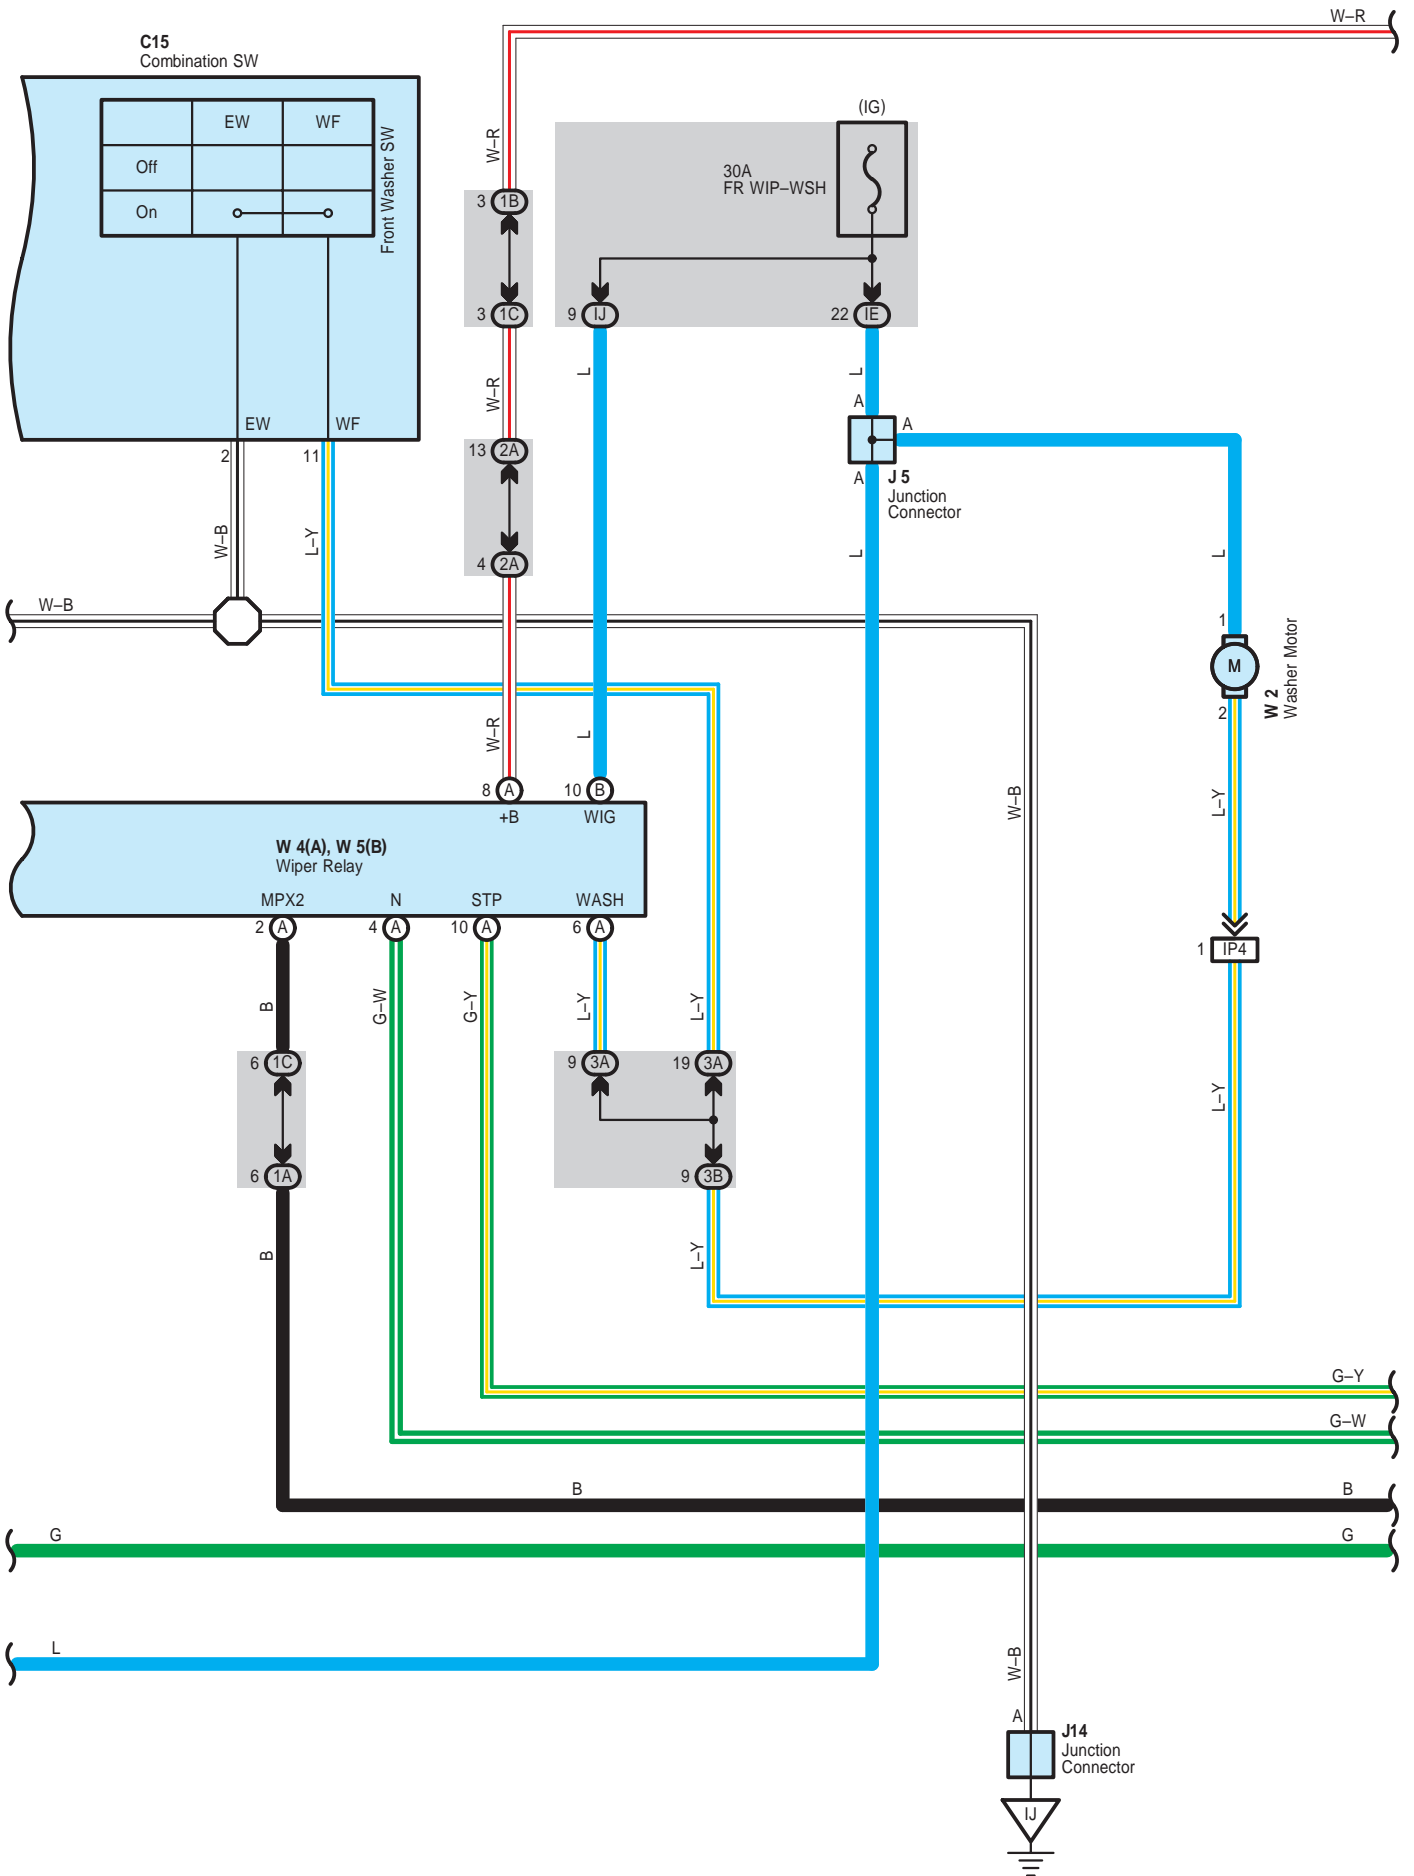 W–R
C15
Combination SW
EW
WF
Off
On
Front Washer SW
(IG)
30A
FR WIP–WSH
W–R
3
1B
3
1C
9
IJ
22
IE
W–R
L
L
A
A
A
J 5
Junction
Connector
EW
WF
2
11
13
2A
4
2A
W–B
L–Y
L
L
W–B
1
M
2
W 2
Washer Motor
W–R
L
8
A
10
B
+B
WIG
W–B
L–Y
W 4(A), W 5(B)
Wiper Relay
MPX2
N
STP
WASH
2
A
4
A
10
A
6
A
1
IP4
B
G–W
G–Y
L–Y
L–Y
6
1C
9
3A
19
3A
L–Y
6
1A
9
3B
B
L–Y
G–Y
G–W
B
B
G
G
L
W–B
A
J14
Junction
Connector
IJ